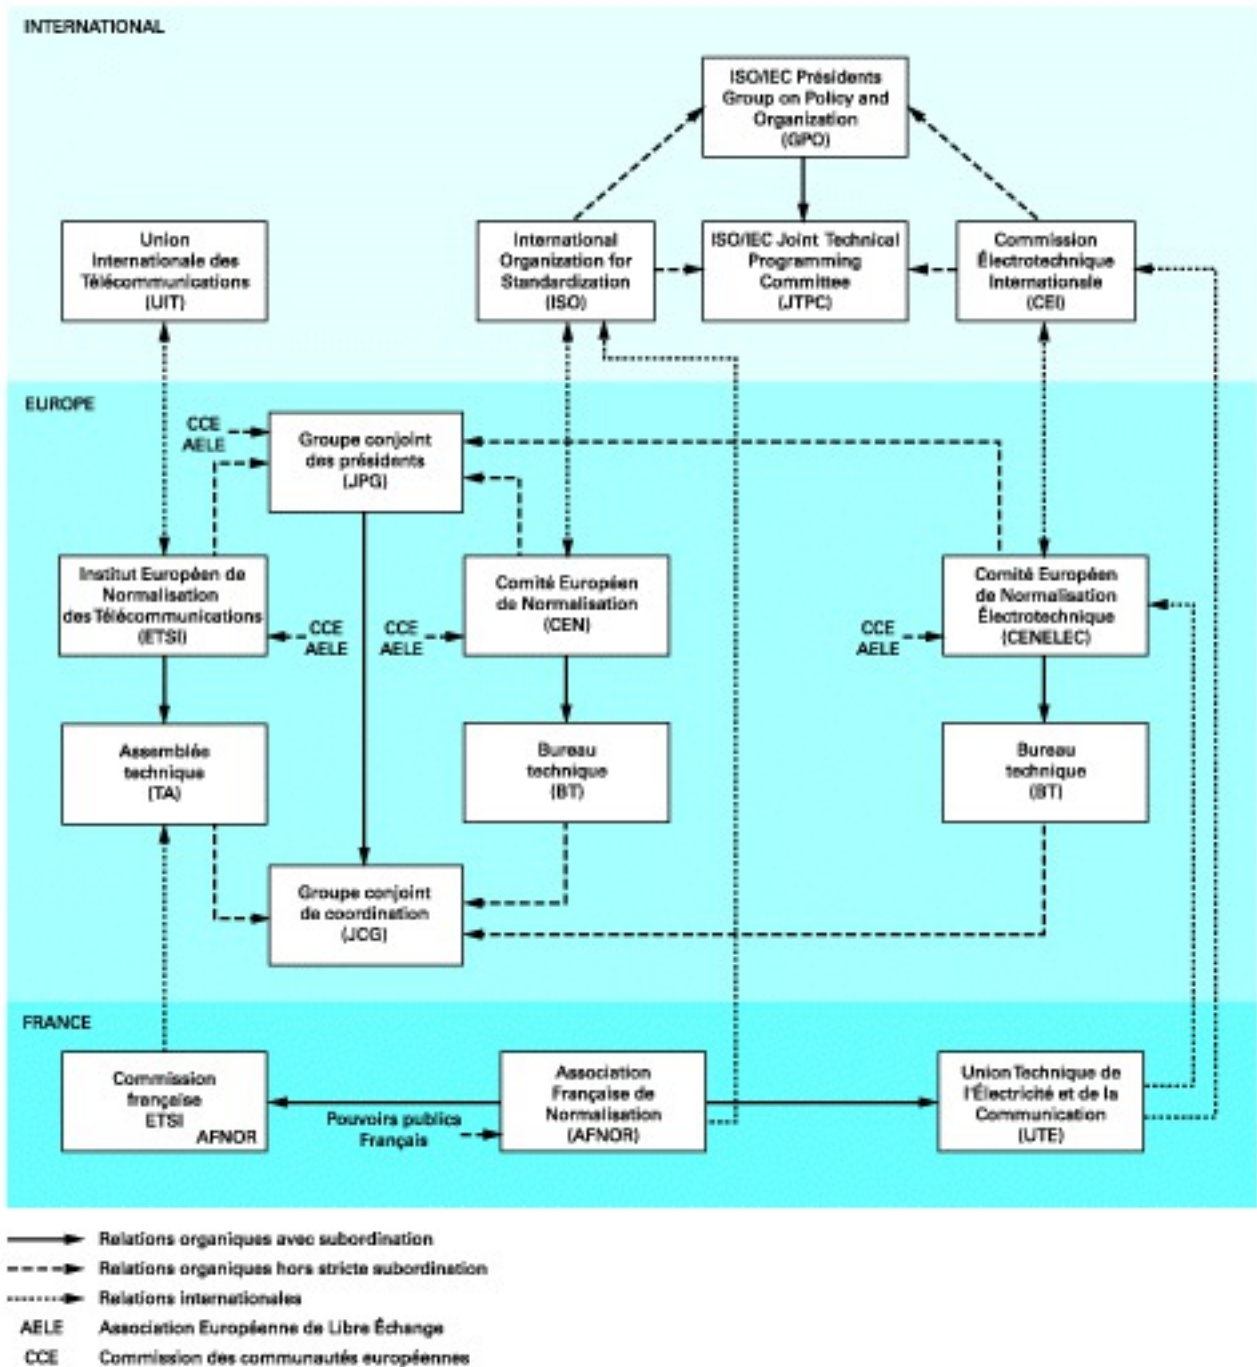 INTERNATIONAL
ISO/IEC Présidents
Group on Policy and
Organization
(GPO)
Union
Internationale des
Télécommunications
(UIT)
International
Organization for
Standardization
(ISO)
ISO/IEC Joint Technical
Programming
Committee
(JTPC)
Commission
Électrotechnique
Internationale
(CEI)
EUROPE
CCE
AELE
Groupe conjoint
des présidents
(JPG)
Institut Européen de
Normalisation
des Télécommunications
(ETSI)
CCE
AELE
CCE
AELE
Comité Européen
de Normalisation
(CEN)
CCE
AELE
Comité Européen
de Normalisation
Électrotechnique
(CENELEC)
Assemblée
technique
(TA)
Bureau
technique
(BT)
Bureau
technique
(BT)
Groupe conjoint
de coordination
(JCG)
FRANCE
Commission
française
ETSI
AFNOR
Pouvoirs publics
Français
Association
Française de
Normalisation
(AFNOR)
Union Technique de
l'Électricité et de la
Communication
(UTE)
Relations organiques avec subordination
Relations organiques hors stricte subordination
Relations internationales
AELE Association Européenne de Libre Échange
CCE Commission des communautés européennes